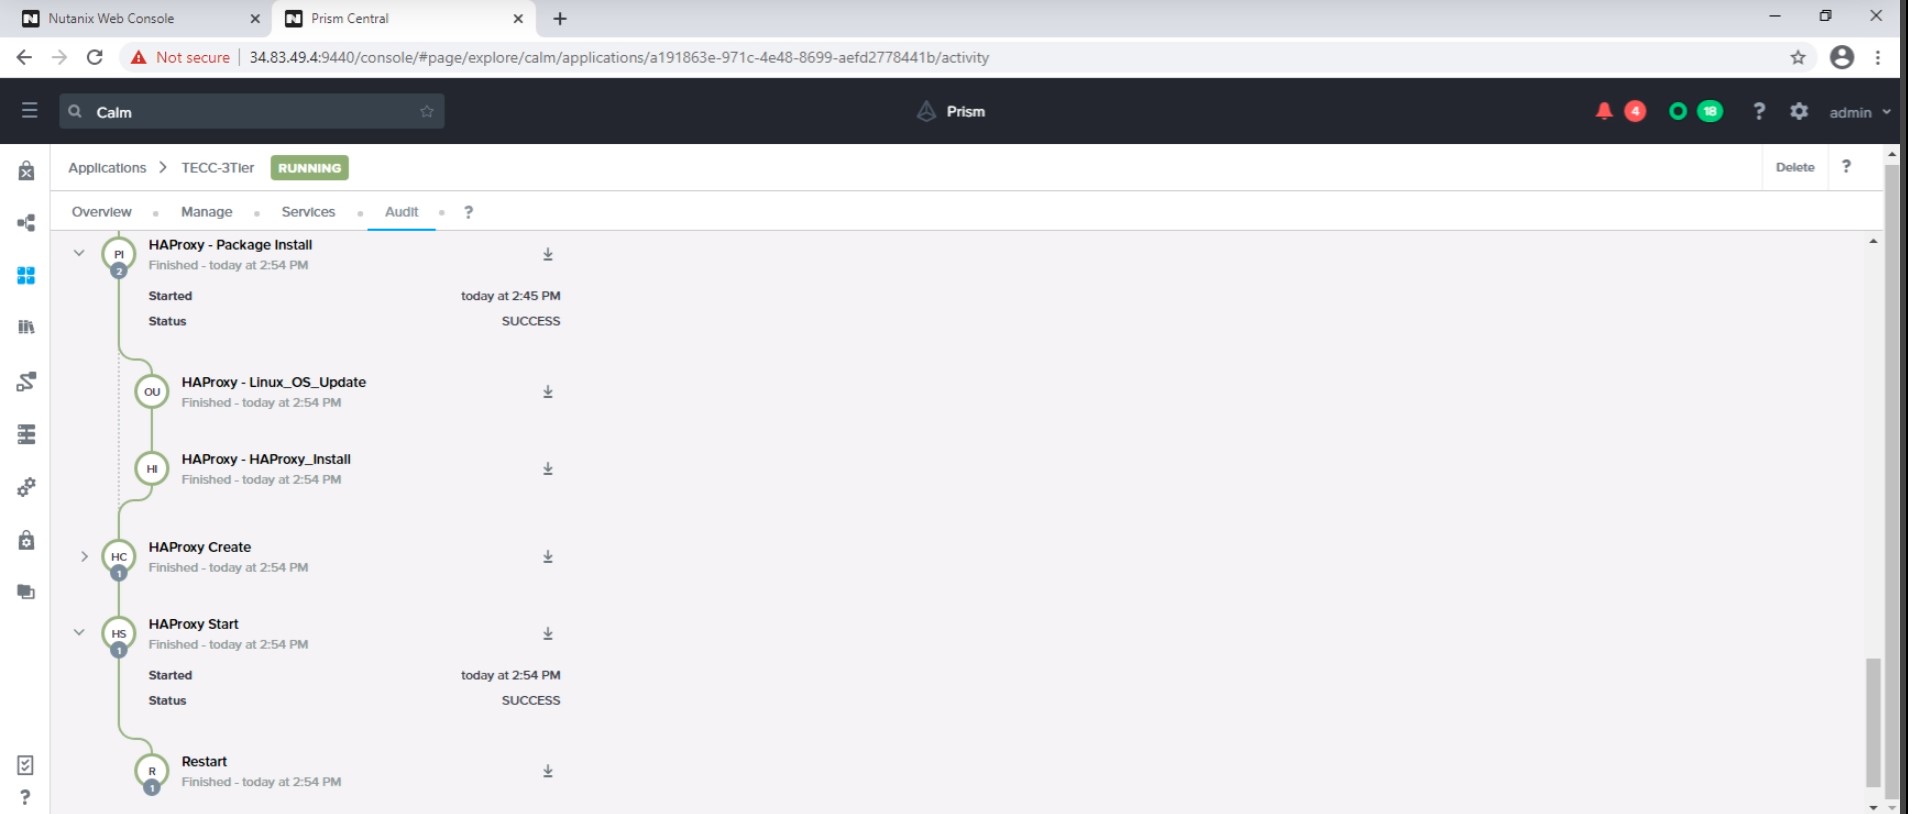 Nutanix Web Console
Prism Central
Not secure
34.83.49.4:9440/console/#page/explore/calm/applications/a191863e-971c-4e48-8699-aefd2778441b/activity
Calm
Prism
4
18
?
admin
Applications > TECC-3Tier RUNNING
Delete
?
Overview
Manage
Services
Audit
?
PI
2
HAProxy - Package Install
Finished - today at 2:54 PM
Started today at 2:45 PM
Status SUCCESS
OU
HAProxy - Linux_OS_Update
Finished - today at 2:54 PM
HI
HAProxy - HAProxy_Install
Finished - today at 2:54 PM
HC
1
HAProxy Create
Finished - today at 2:54 PM
HS
1
HAProxy Start
Finished - today at 2:54 PM
Started today at 2:54 PM
Status SUCCESS
R
1
Restart
Finished - today at 2:54 PM
?